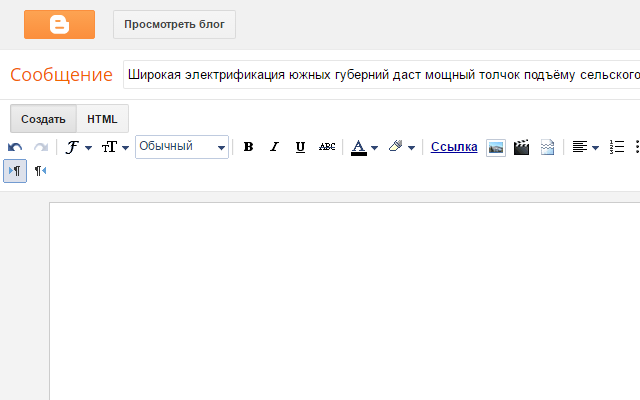 Просмотреть блог
Сообщение Широкая электрификация южных губерний даст мощный толчок подъёму сельского
Создать HTML
Обычный B I U ABC A Ссылка